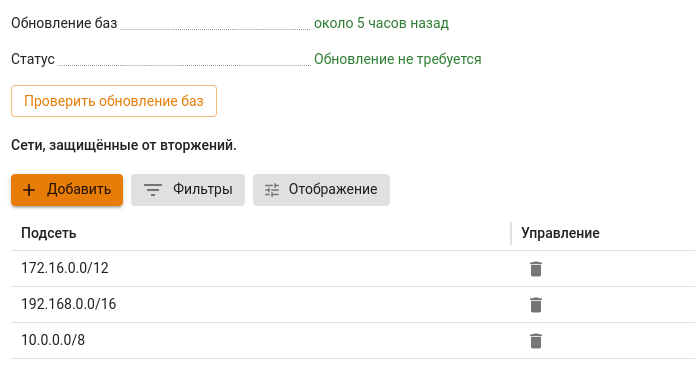 Обновление баз около 5 часов назад
Статус Обновление не требуется
Проверить обновление баз
Сети, защищённые от вторжений.
Добавить Фильтры Отображение
Подсеть Управление
172.16.0.0/12
192.168.0.0/16
10.0.0.0/8